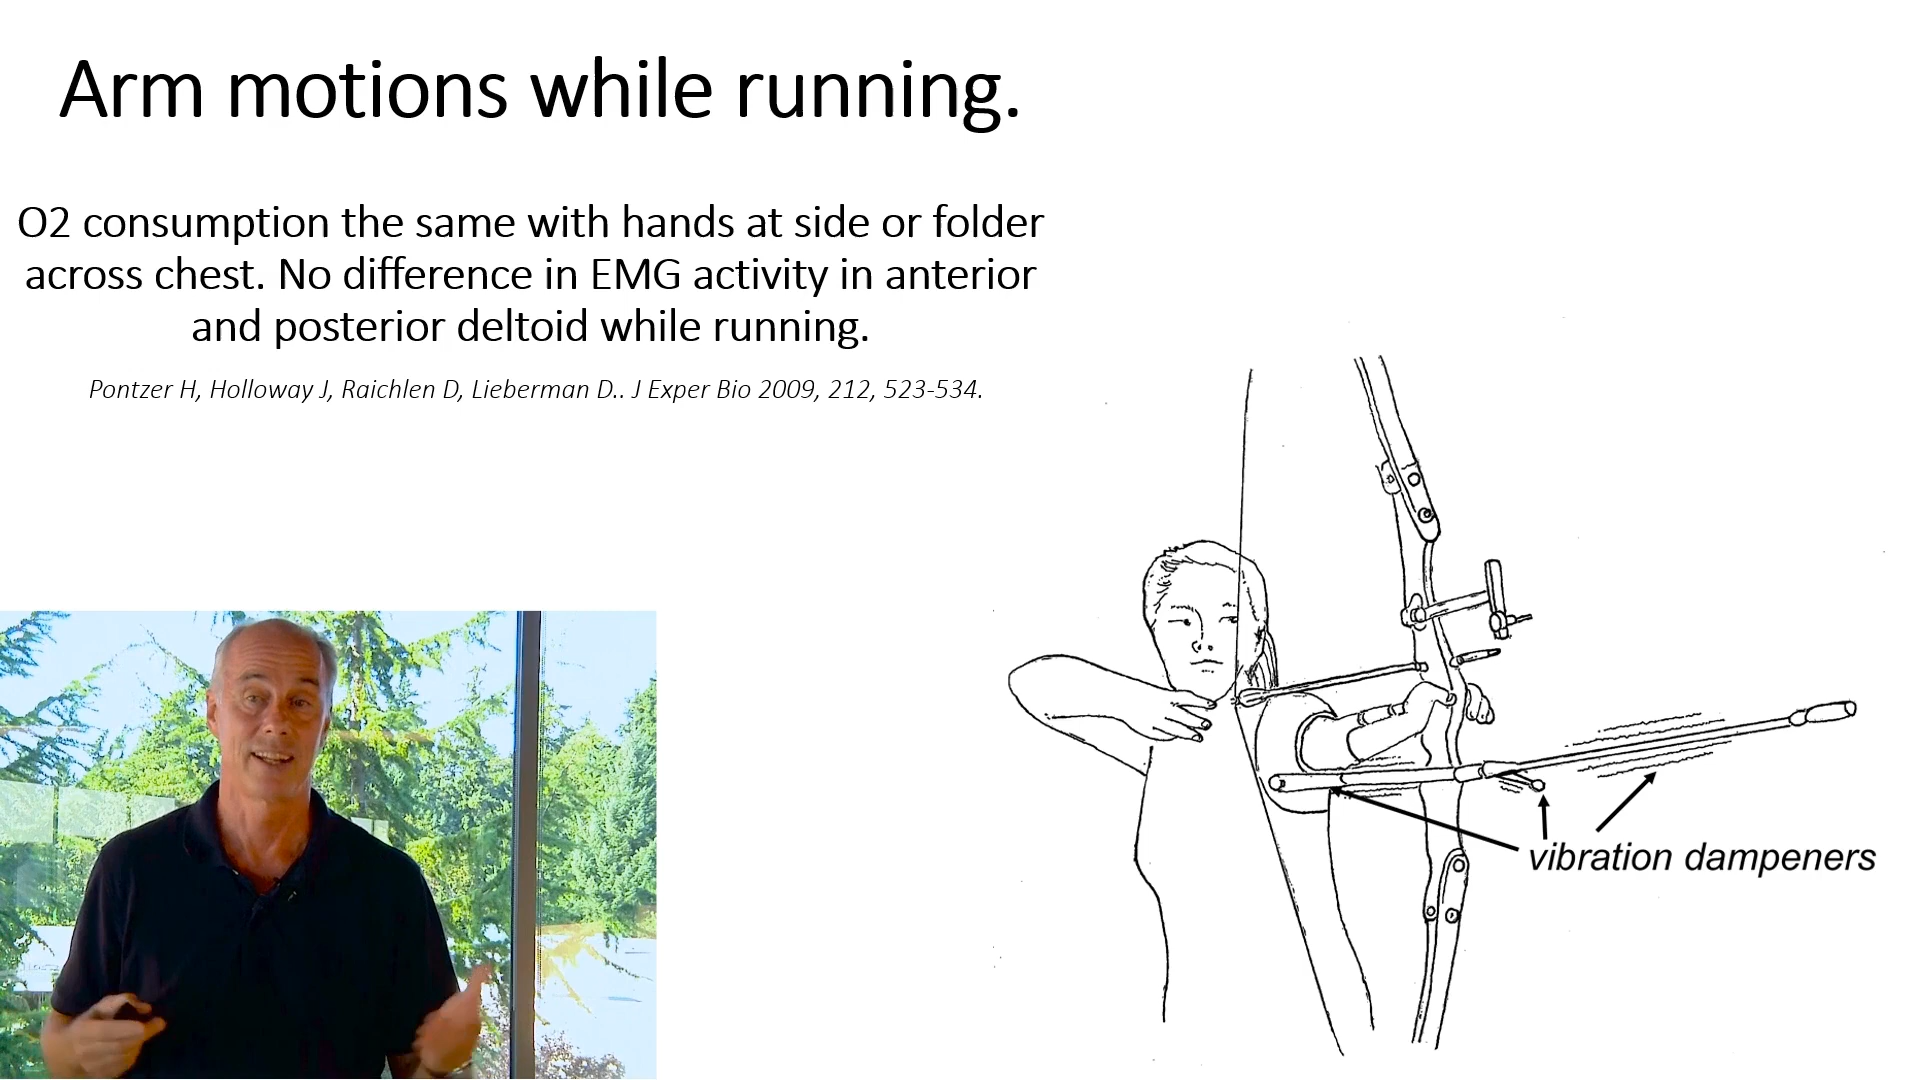 Arm motions while running.
O2 consumption the same with hands at side or folder
across chest. No difference in EMG activity in anterior
and posterior deltoid while running.
Pontzer H, Holloway J, Raichlen D, Lieberman D.. J Exper Bio 2009, 212, 523-534.
vibration dampeners